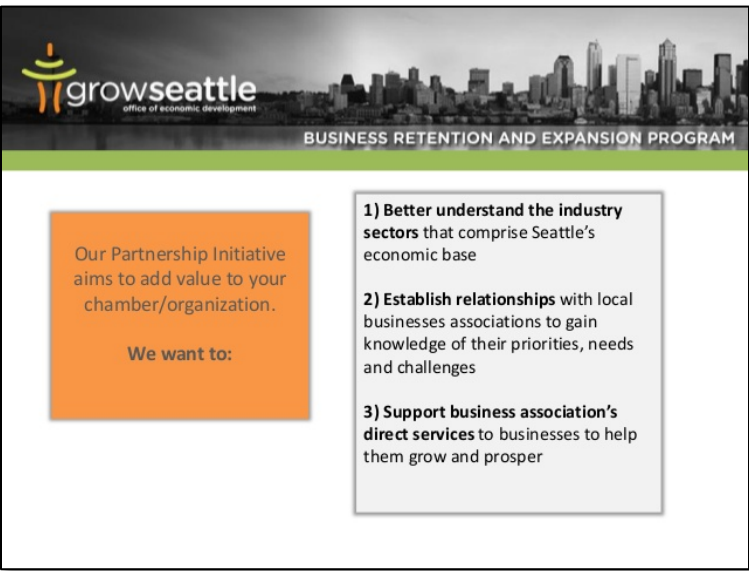 growseattle
office of economic development
BUSINESS RETENTION AND EXPANSION PROGRAM
Our Partnership Initiative
aims to add value to your
chamber/organization.
We want to:
1) Better understand the industry
sectors that comprise Seattle's
economic base
2) Establish relationships with local
businesses associations to gain
knowledge of their priorities, needs
and challenges
3) Support business association's
direct services to businesses to help
them grow and prosper